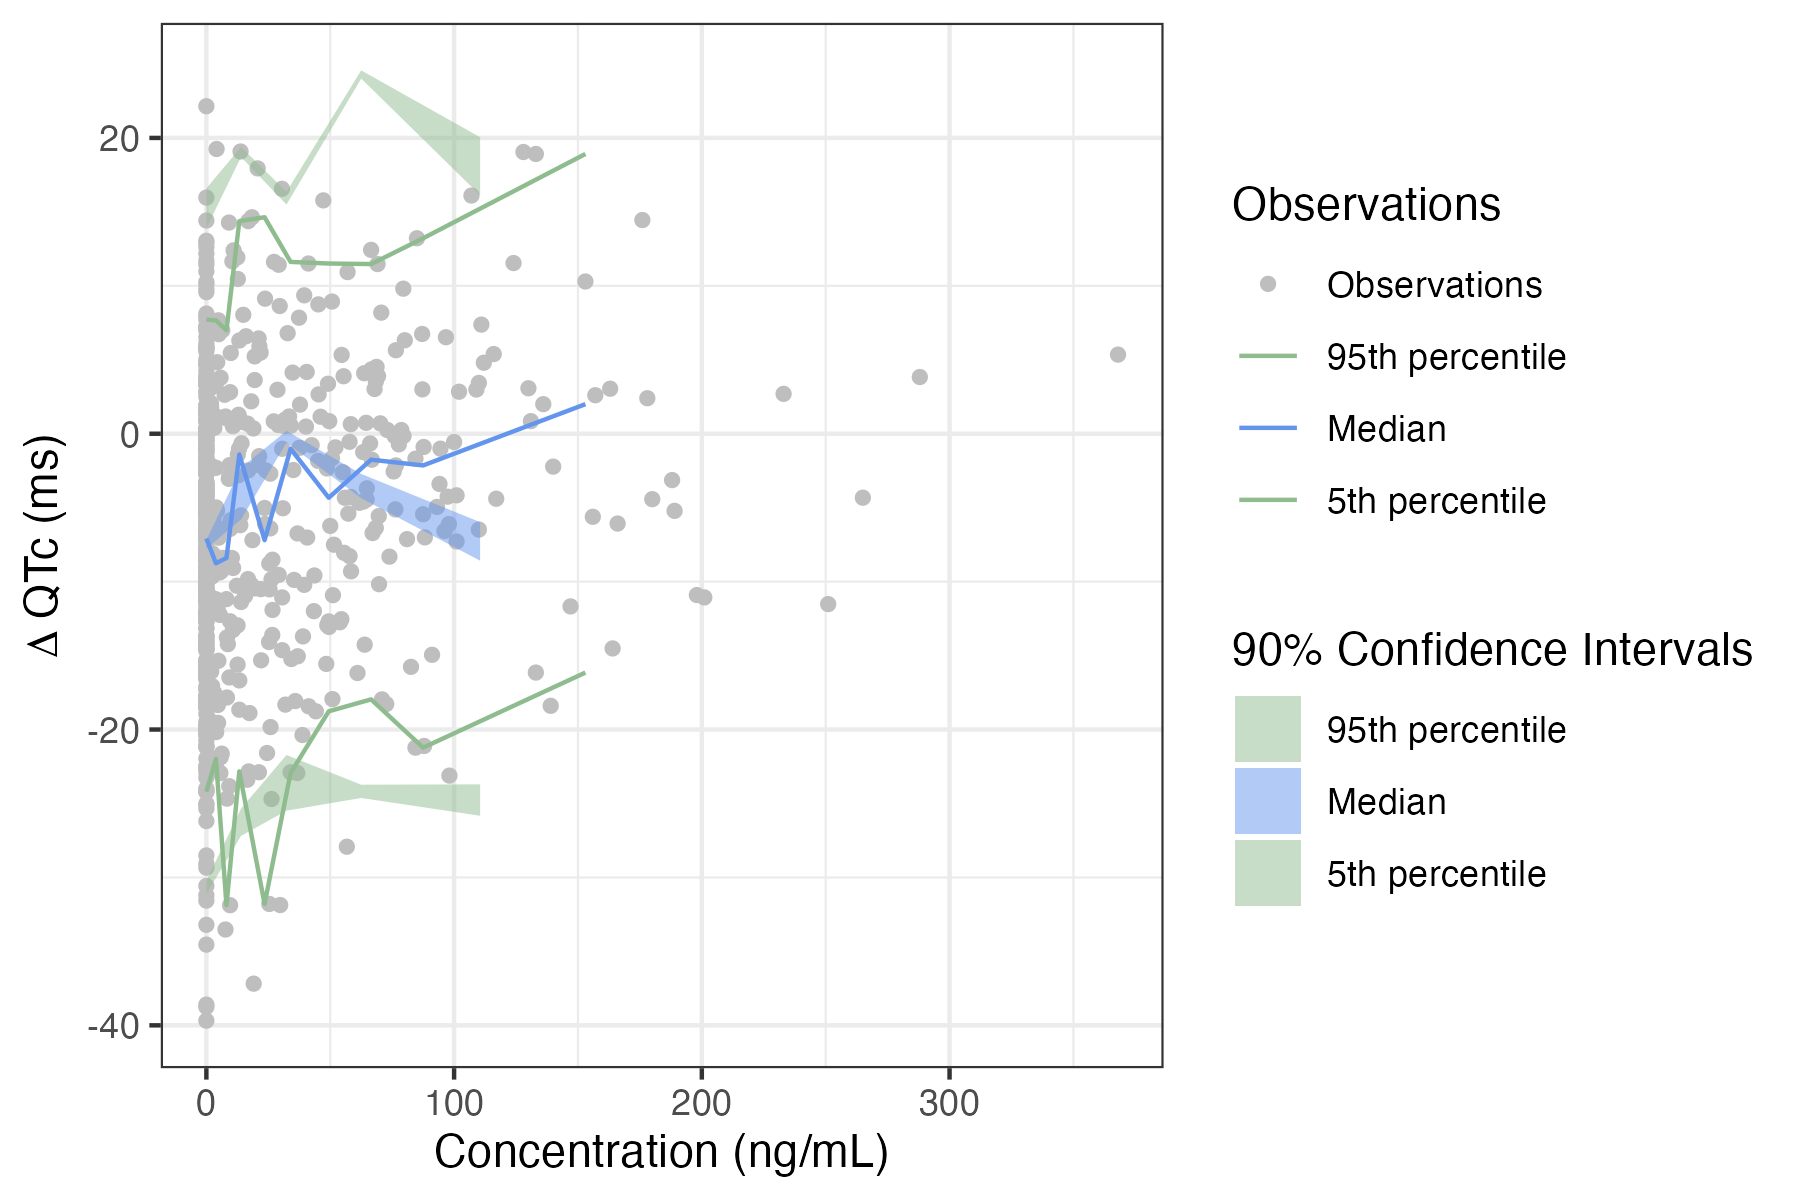 20
0
-20
-40
Δ QTc (ms)
0
100
200
300
Concentration (ng/mL)
Observations
Observations
95th percentile
Median
5th percentile
90% Confidence Intervals
95th percentile
Median
5th percentile